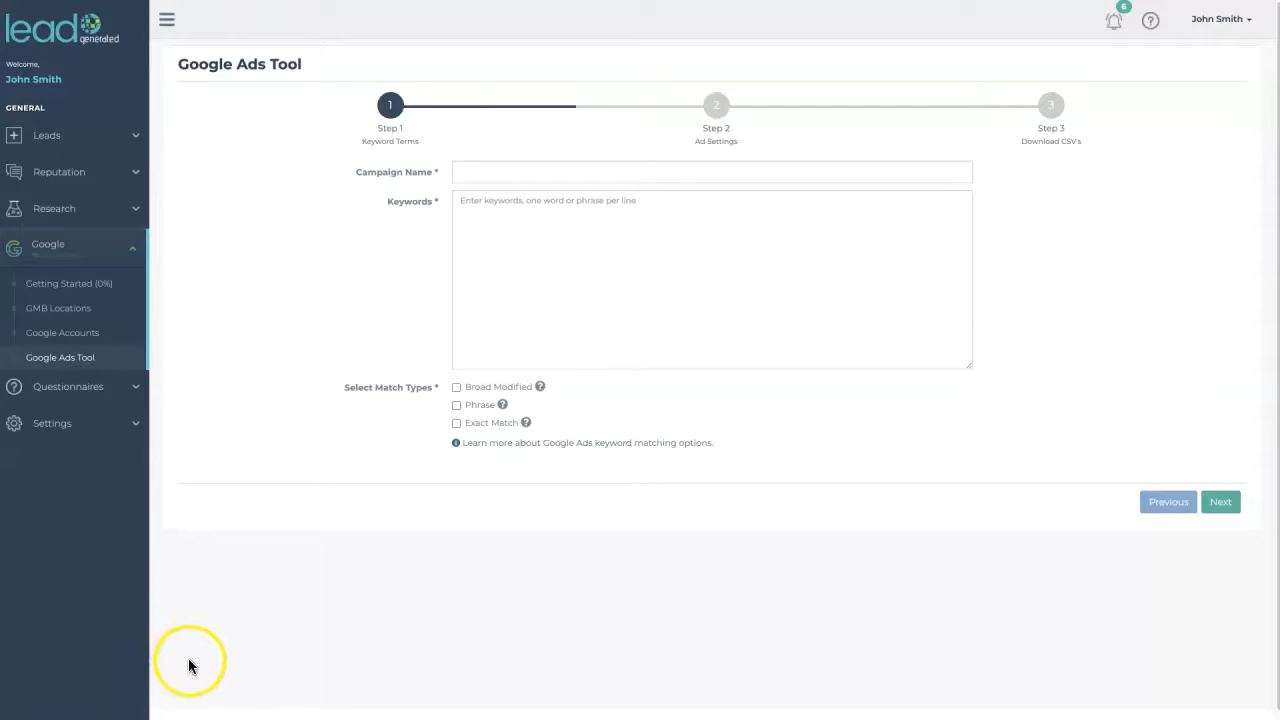 lead
generated
Welcome,
John Smith
GENERAL
Leads
Reputation
Research
Google
Getting Started (0%)
GMB Locations
Google Accounts
Google Ads Tool
Questionnaires
Settings
6
John Smith
Google Ads Tool
1
2
3
Step 1
Step 2
Step 3
Keyword Terms
Ad Settings
Download CSV's
Campaign Name *
Keywords *
Enter keywords, one word or phrase per line
Select Match Types *
Broad Modified
Phrase
Exact Match
Learn more about Google Ads keyword matching options.
Previous
Next